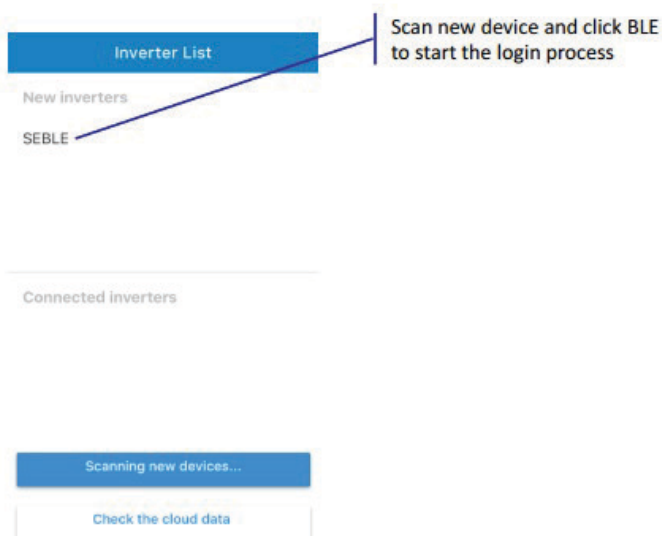 Inverter List
New inverters
SEBLE
Connected inverters
Scanning new devices...
Check the cloud data
Scan new device and click BLE
to start the login process